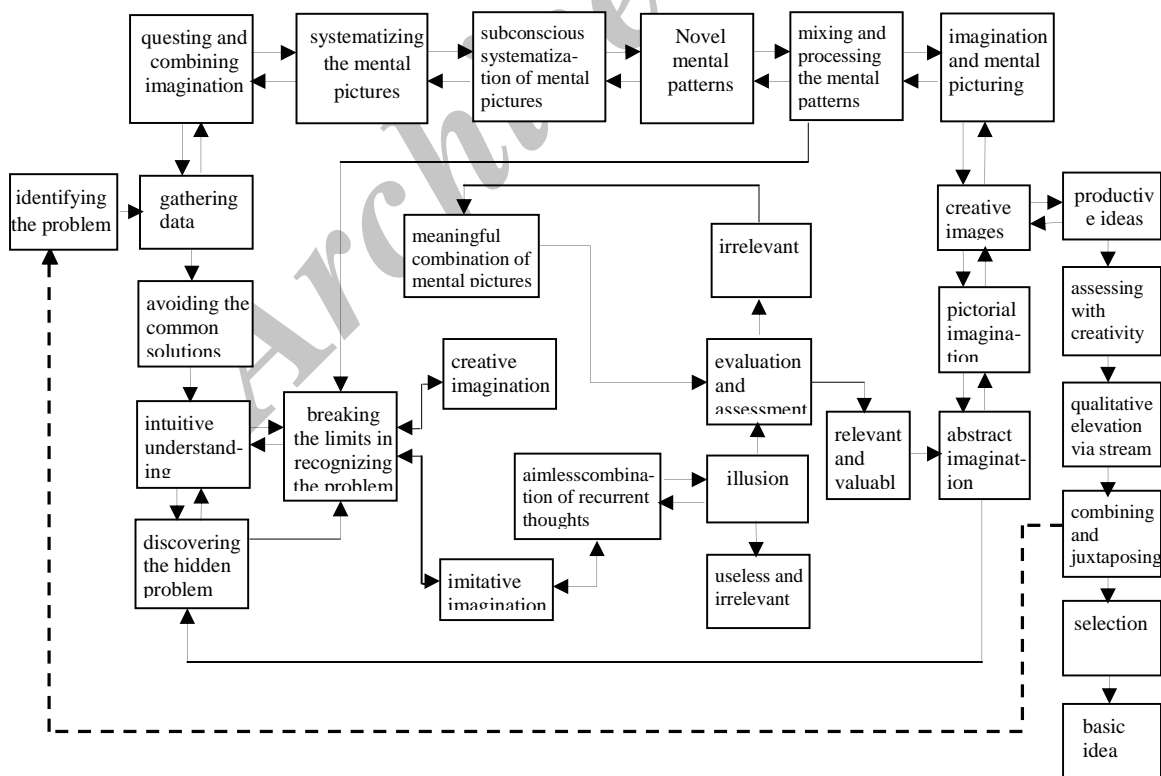 questing and
combining
imagination
systematizing
the mental
pictures
subconscious
systematiza-
tion of mental
pictures
Novel
mental
patterns
mixing and
processing
the mental
patterns
imagination
and mental
picturing
identifying
the problem
gathering
data
meaningful
combination of
mental pictures
irrelevant
creative
images
productiv
e ideas
avoiding the
common
solutions
creative
imagination
evaluation
and
assessment
pictorial
imagina-
tion
assessing
with
creativity
intuitive
understand-
ing
breaking
the limits in
recognizing
the problem
relevant
and
valuabl
abstract
imaginat-
ion
qualitative
elevation
via stream
aimlesscombina-
tion of recurrent
thoughts
illusion
discovering
the hidden
problem
imitative
imagination
useless and
irrelevant
combining
and
juxtaposing
selection
basic
idea
Archive